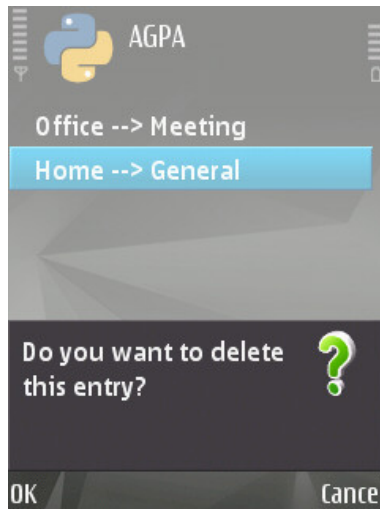 AGPA
Office --> Meeting
Home --> General
Do you want to delete
this entry?
OK Cance